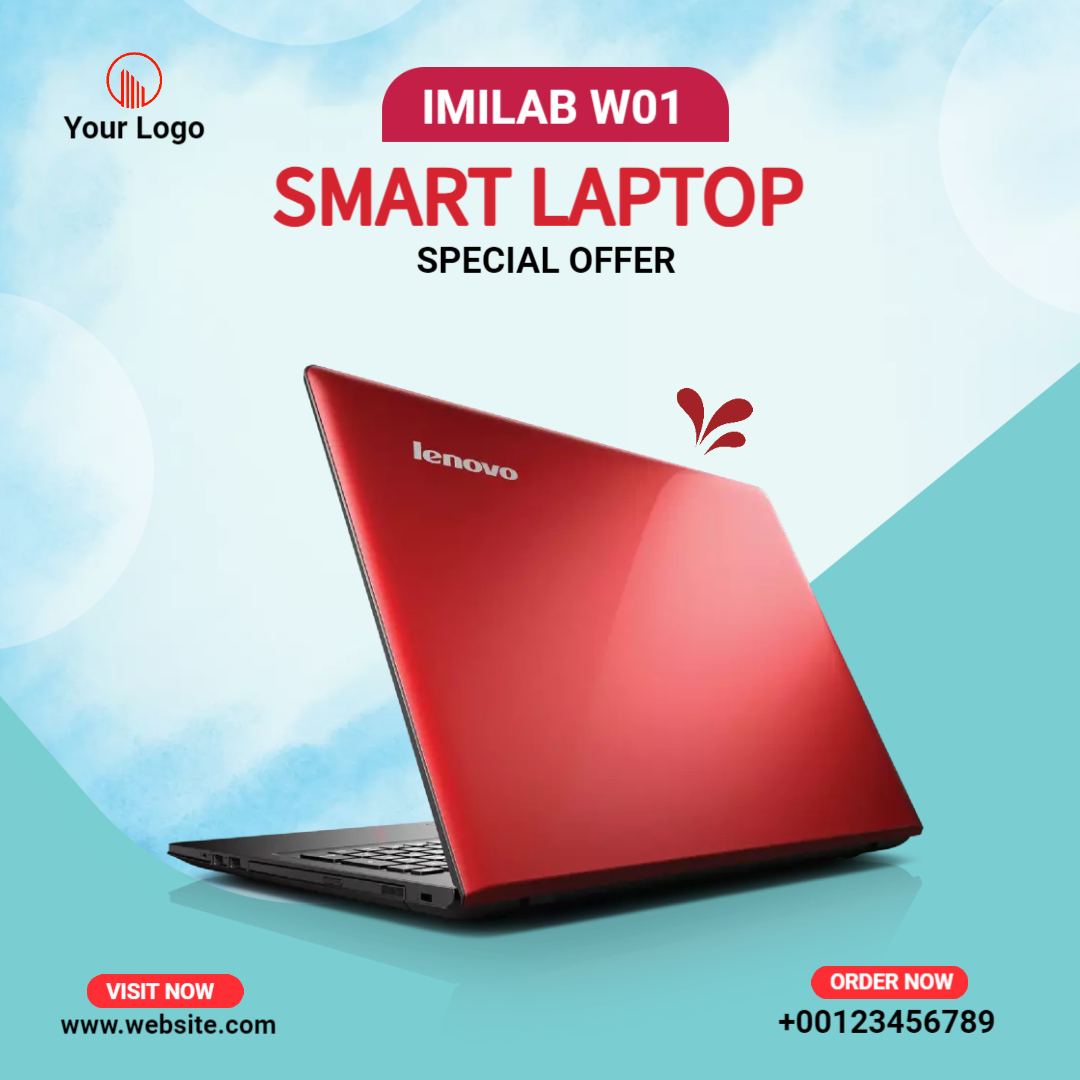 IMILAB W01
Your Logo
SMART LAPTOP
SPECIAL OFFER
lenovo
VISIT NOW
www.website.com
ORDER NOW
+00123456789